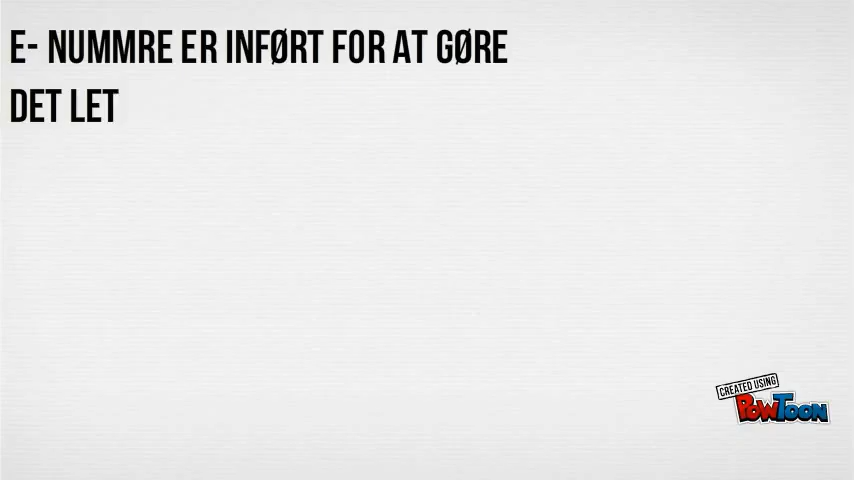 E- NUMMRE ER INFØRT FOR AT GØRE
DET LET
CREATED USING
POWTOON